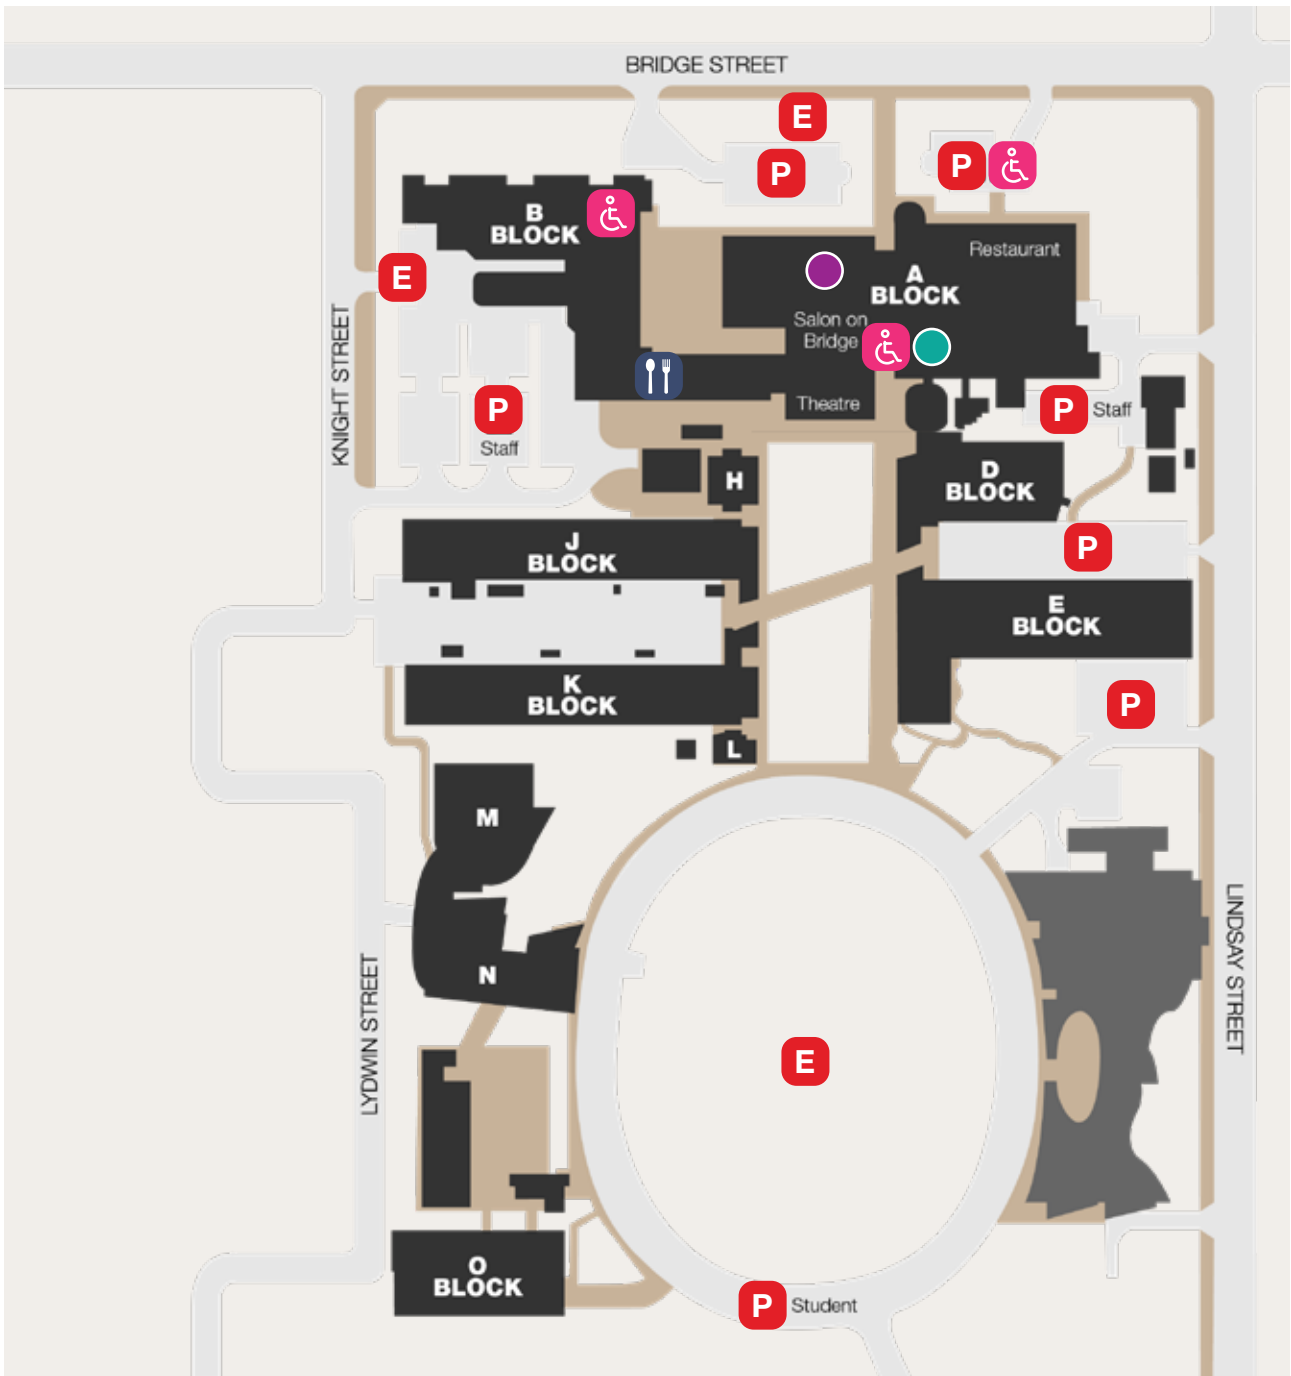 BRIDGE STREET
E
P
P
B
BLOCK
Restaurant
A
BLOCK
E
Salon on
Bridge
KNIGHT STREET
P
Staff
Theatre
P
Staff
H
D
BLOCK
J
BLOCK
P
E
BLOCK
K
BLOCK
P
L
M
N
LYDWIN STREET
LINDSAY STREET
E
O
BLOCK
P
Student